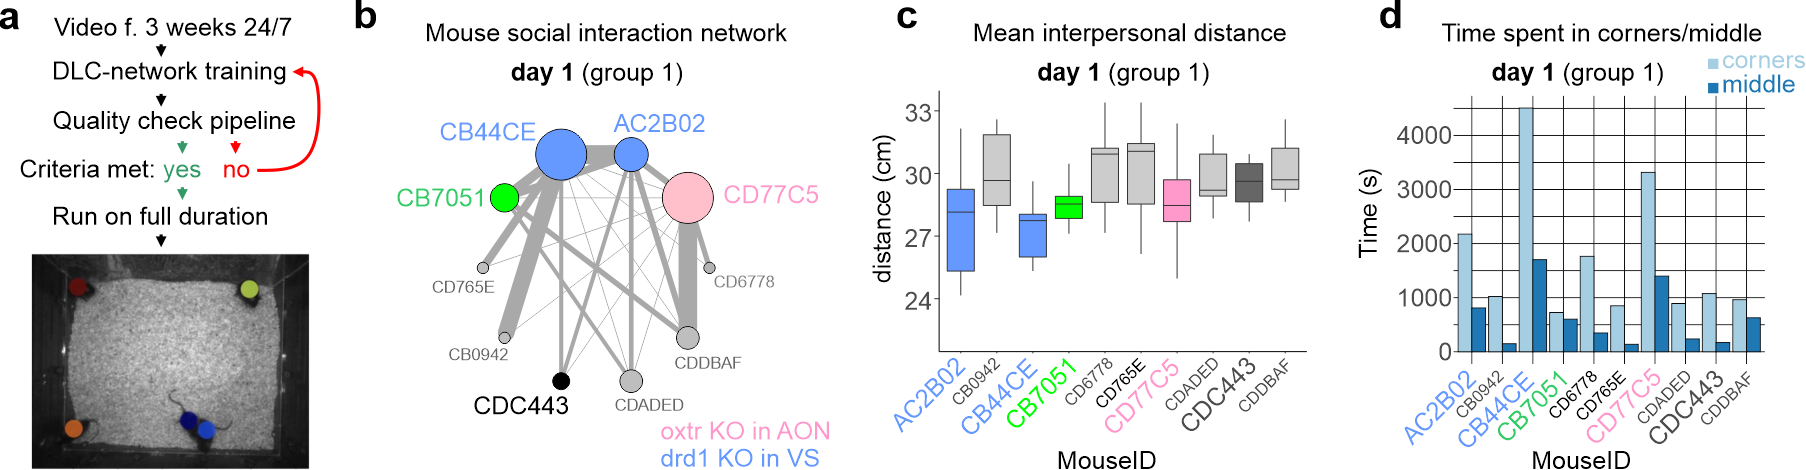 a
Video f. 3 weeks 24/7
DLC-network training
Quality check pipeline
Criteria met: yes no
Run on full duration
b
Mouse social interaction network
day 1 (group 1)
CB44CE
AC2B02
CB7051
CD77C5
CD765E
CD6778
CB0942
CDDBAF
CDC443
CDADED
oxtr KO in AON
drd1 KO in VS
c
Mean interpersonal distance
day 1 (group 1)
distance (cm)
33
30
27
24
AC2B02
CB0942
CB44CE
CB7051
CD6778
CD765E
CD77C5
CDADED
CDC443
CDDBAF
MouseID
d
Time spent in corners/middle
day 1 (group 1)
corners
middle
Time (s)
4000
3000
2000
1000
0
AC2B02
CB0942
CB44CE
CB7051
CD6778
CD765E
CD77C5
CDADED
CDC443
CDDBAF
MouseID